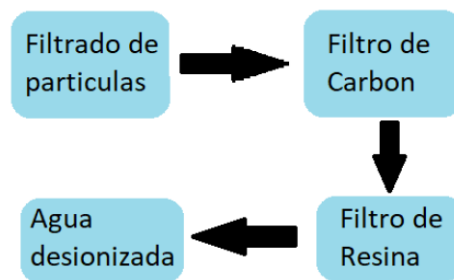 Filtrado de
particulas
Filtro de
Carbon
Filtro de
Resina
Agua
desionizada